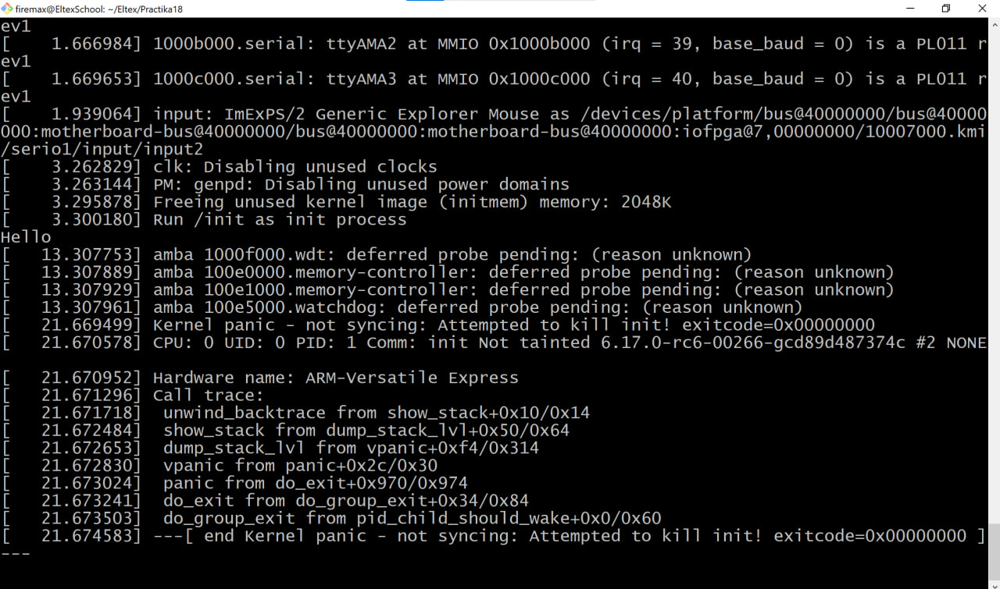 firemax@EltexSchool: ~/Eltex/Practika18
ev1
[    1.666984] 1000b000.serial: ttyAMA2 at MMIO 0x1000b000 (irq = 39, base_baud = 0) is a PL011 r
ev1
[    1.669653] 1000c000.serial: ttyAMA3 at MMIO 0x1000c000 (irq = 40, base_baud = 0) is a PL011 r
ev1
[    1.939064] input: ImExPS/2 Generic Explorer Mouse as /devices/platform/bus@40000000/bus@40000
000:motherboard-bus@40000000/bus@40000000:motherboard-bus@40000000:iofpga@7,00000000/10007000.kmi
/serio1/input/input2
[    3.262829] clk: Disabling unused clocks
[    3.263144] PM: genpd: Disabling unused power domains
[    3.295878] Freeing unused kernel image (initmem) memory: 2048K
[    3.300180] Run /init as init process
Hello
[   13.307753] amba 1000f000.wdt: deferred probe pending: (reason unknown)
[   13.307889] amba 100e0000.memory-controller: deferred probe pending: (reason unknown)
[   13.307929] amba 100e1000.memory-controller: deferred probe pending: (reason unknown)
[   13.307961] amba 100e5000.watchdog: deferred probe pending: (reason unknown)
[   21.669499] Kernel panic - not syncing: Attempted to kill init! exitcode=0x00000000
[   21.670578] CPU: 0 UID: 0 PID: 1 Comm: init Not tainted 6.17.0-rc6-00266-gcd89d487374c #2 NONE
[   21.670952] Hardware name: ARM-Versatile Express
[   21.671296] Call trace:
[   21.671718]  unwind_backtrace from show_stack+0x10/0x14
[   21.672484]  show_stack from dump_stack_lvl+0x50/0x64
[   21.672653]  dump_stack_lvl from vpanic+0xf4/0x314
[   21.672830]  vpanic from panic+0x2c/0x30
[   21.673024]  panic from do_exit+0x970/0x974
[   21.673241]  do_exit from do_group_exit+0x34/0x84
[   21.673503]  do_group_exit from pid_child_should_wake+0x0/0x60
[   21.674583] ---[ end Kernel panic - not syncing: Attempted to kill init! exitcode=0x00000000 ]
---